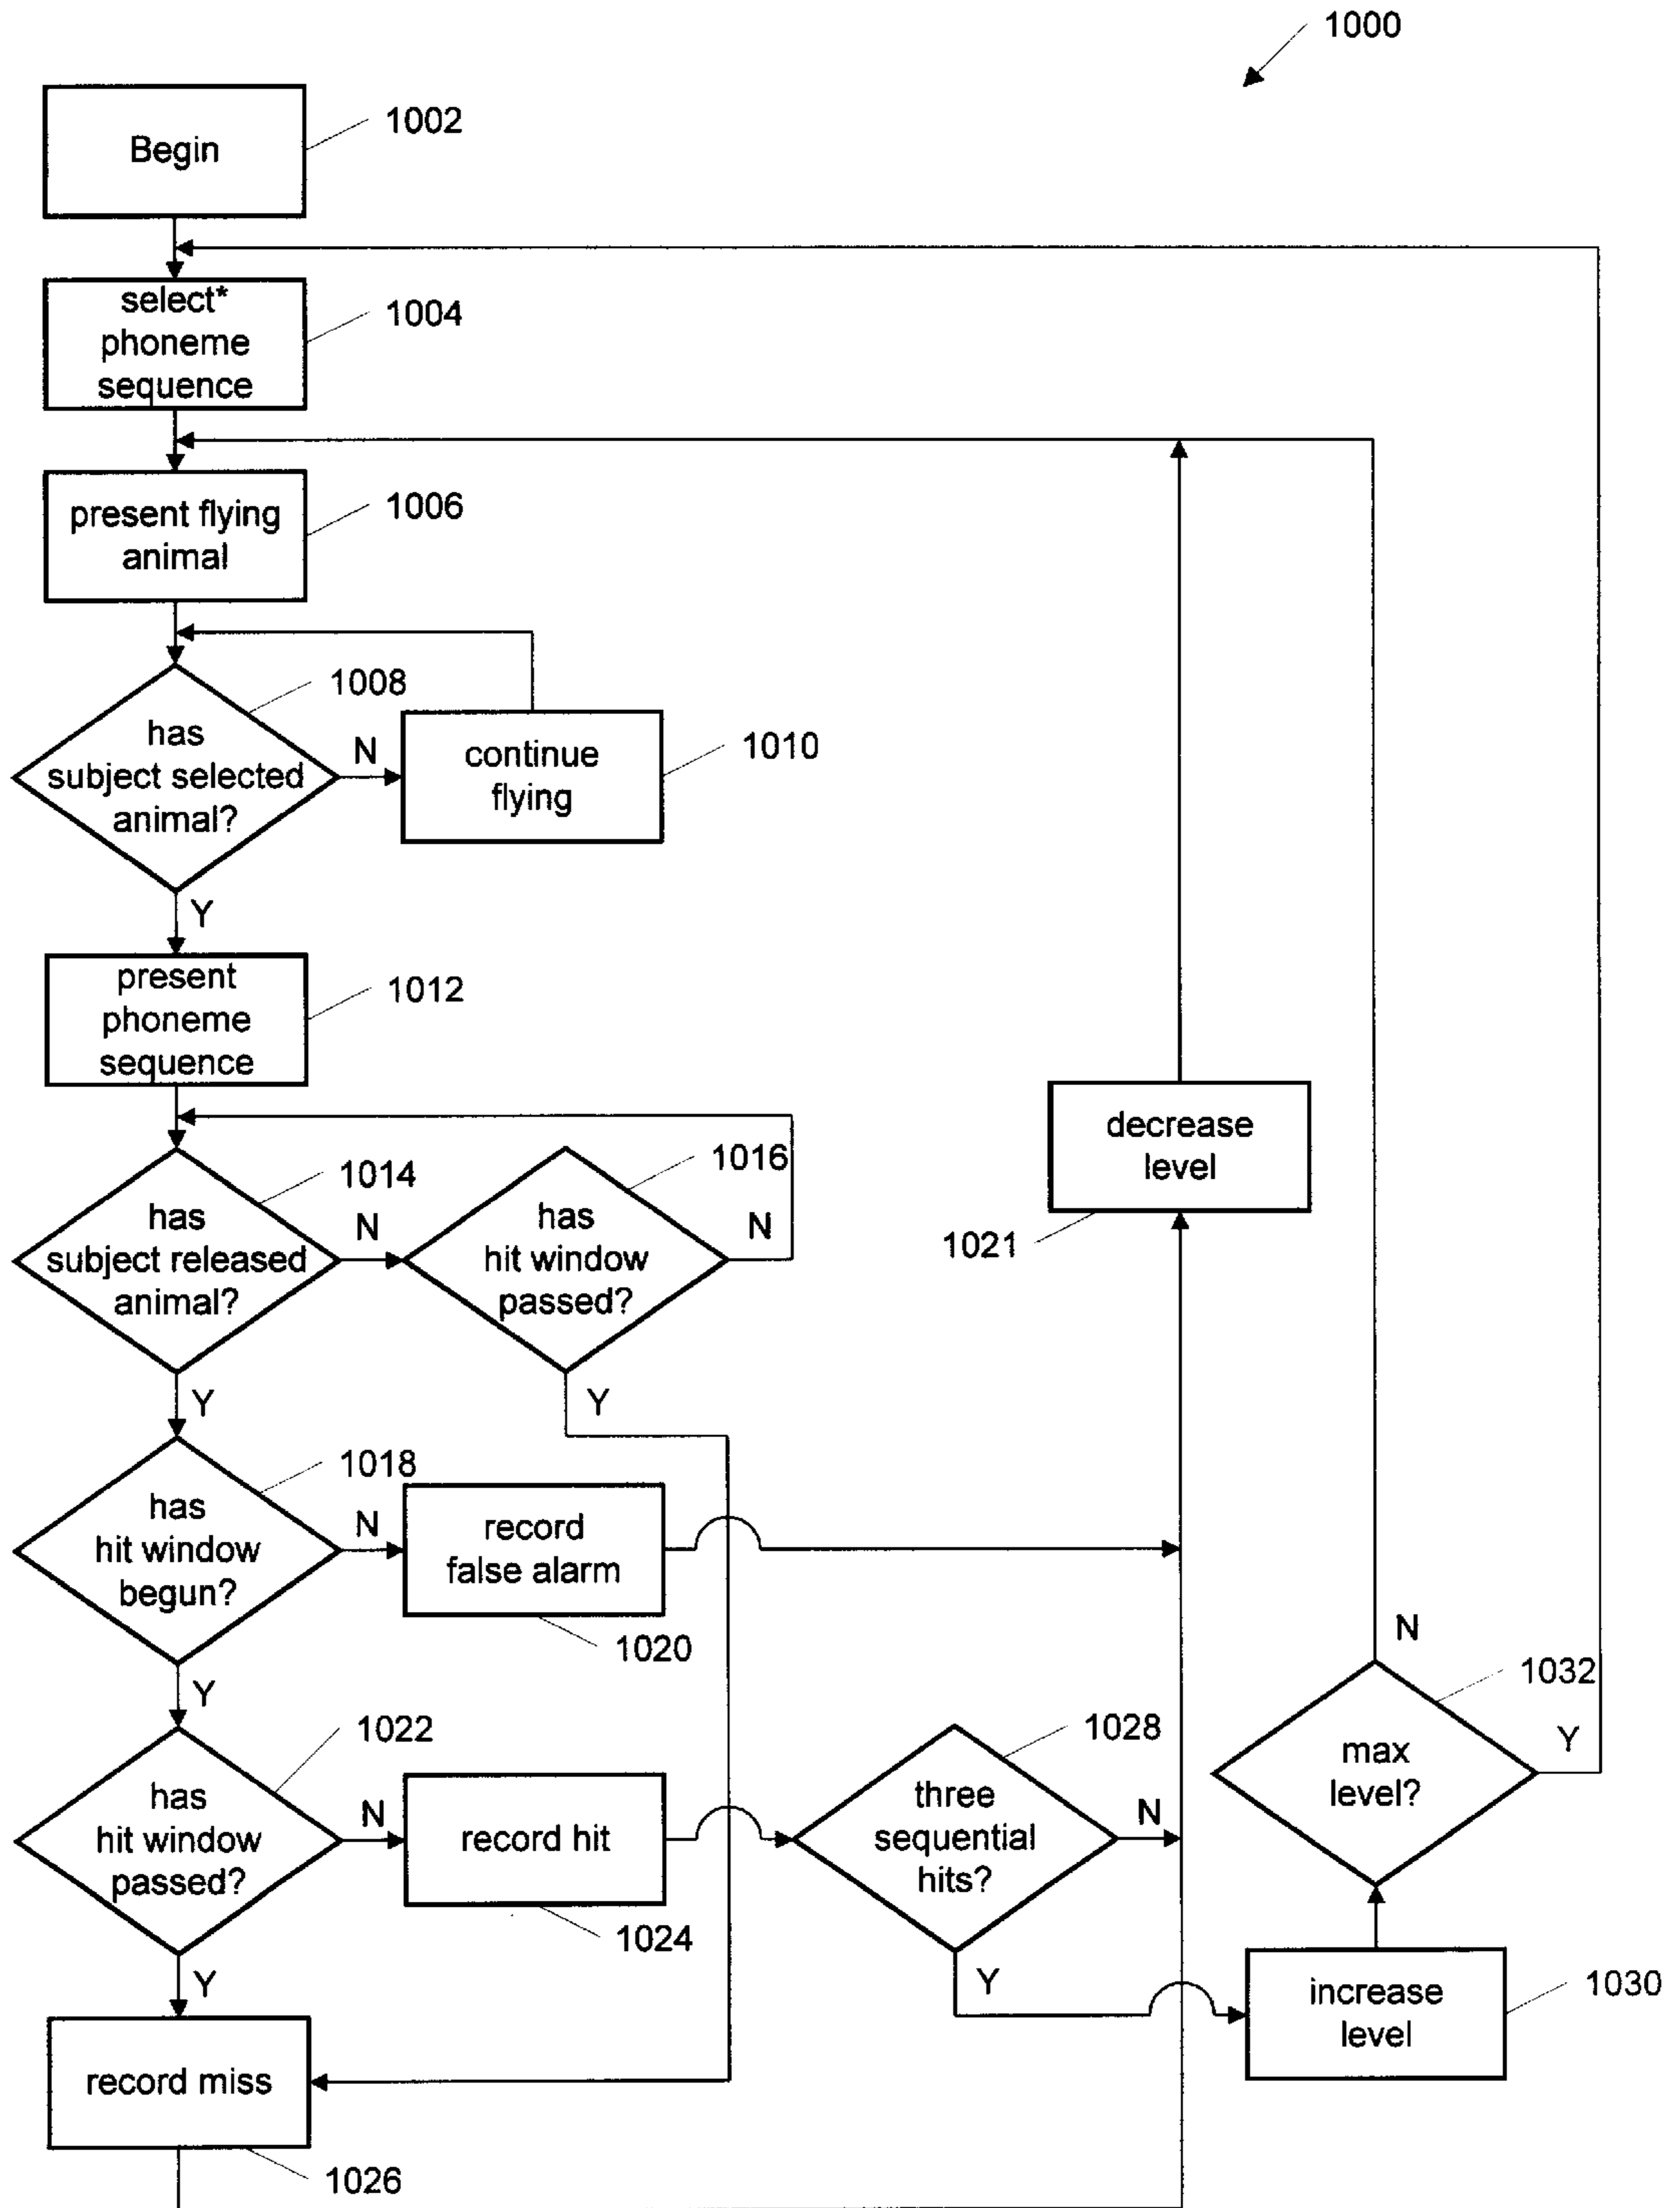 1000
Begin
1002
select*
phoneme
sequence
1004
present flying
animal
1006
has
subject selected
animal?
1008
N
continue
flying
1010
Y
present
phoneme
sequence
1012
decrease
level
1021
has
subject released
animal?
1014
N
has
hit window
passed?
1016
N
Y
Y
has
hit window
begun?
1018
N
record
false alarm
1020
Y
has
hit window
passed?
1022
N
record hit
1024
three
sequential
hits?
1028
N
Y
max
level?
1032
N
Y
increase
level
1030
Y
record miss
1026